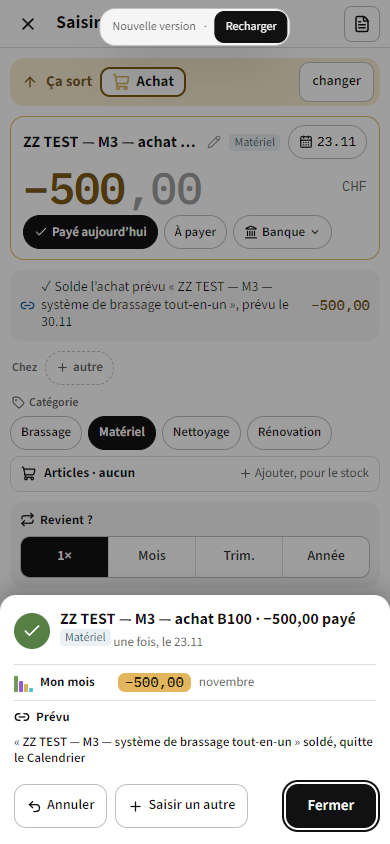 Saisir
Nouvelle version · Recharger
Ça sort Achat changer
ZZ TEST — M3 — achat … Matériel 23.11
−500,00 CHF
Payé aujourd’hui À payer Banque
✓ Solde l’achat prévu « ZZ TEST — M3 —
système de brassage tout-en-un », prévu le
30.11
−500,00
Chez + autre
Catégorie
Brassage Matériel Nettoyage Rénovation
Articles · aucun + Ajouter, pour le stock
Revient ?
1× Mois Trim. Année
ZZ TEST — M3 — achat B100 · −500,00 payé
Matériel une fois, le 23.11
Mon mois −500,00 novembre
Prévu
« ZZ TEST — M3 — système de brassage tout-en-un » soldé, quitte
le Calendrier
Annuler + Saisir un autre Fermer